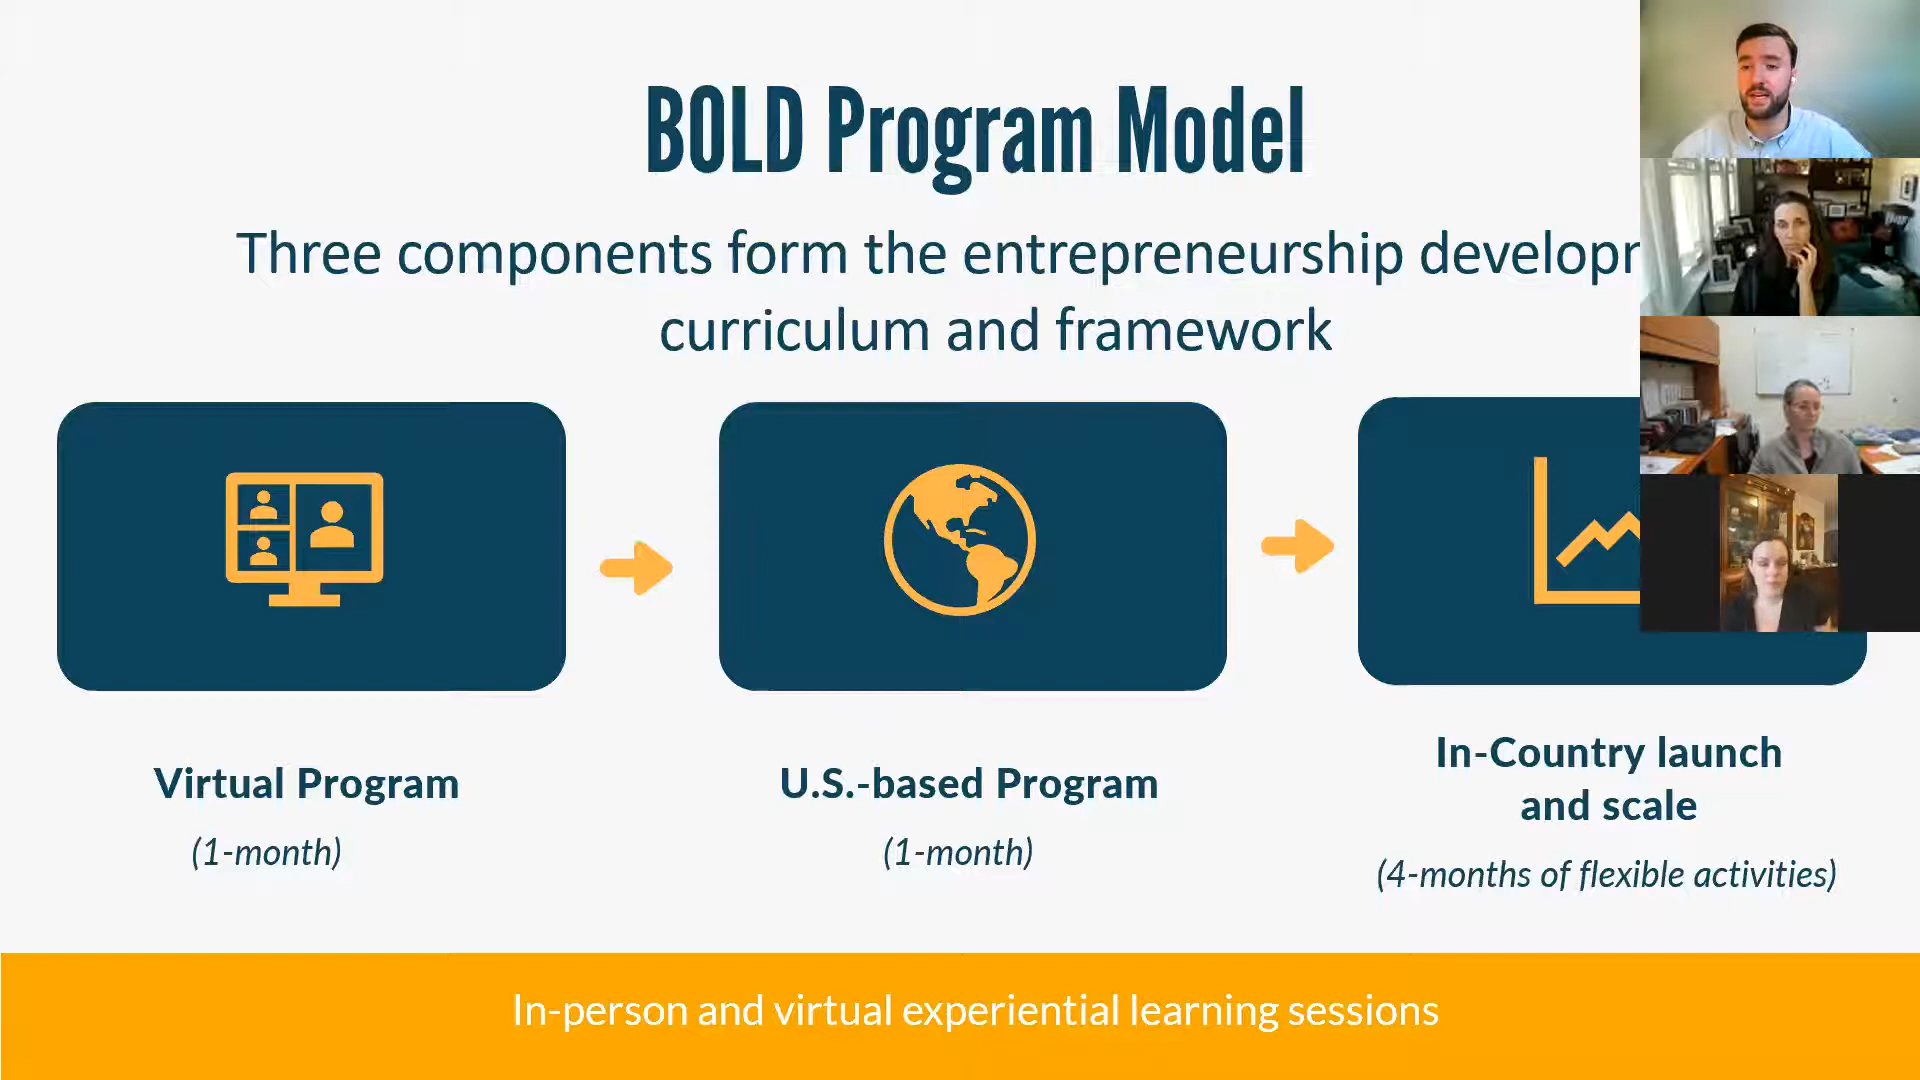 BOLD Program Model
Three components form the entrepreneurship
curriculum and framework
Virtual Program
(1-month)
U.S.-based Program
(1-month)
In-Country launch
and scale
(4-months of flexible activities)
In-person and virtual experiential learning sessions